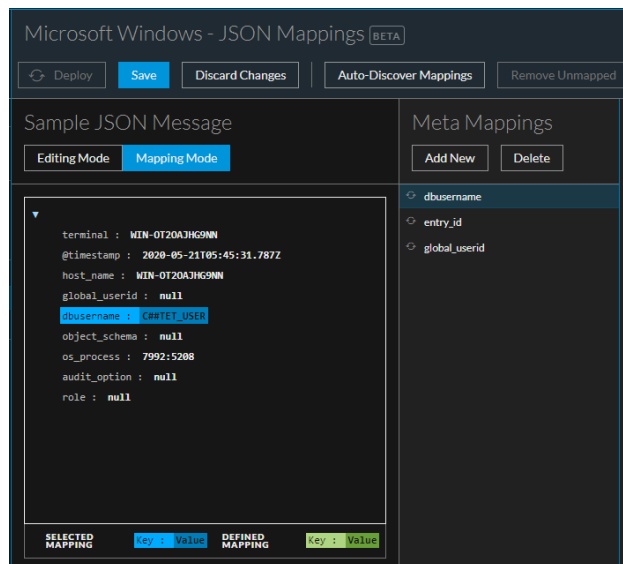 Microsoft Windows - JSON Mappings BETA
Deploy Save Discard Changes Auto-Discover Mappings Remove Unmapped
Sample JSON Message
Editing Mode Mapping Mode
terminal : WIN-OT2OAJHG9NN
@timestamp : 2020-05-21T05:45:31.787Z
host_name : WIN-OT2OAJHG9NN
global_userid : null
dbusername : C##TET_USER
object_schema : null
os_process : 7992:5208
audit_option : null
role : null
SELECTED MAPPING Key : Value DEFINED MAPPING Key : Value
Meta Mappings
Add New Delete
dbusername
entry_id
global_userid